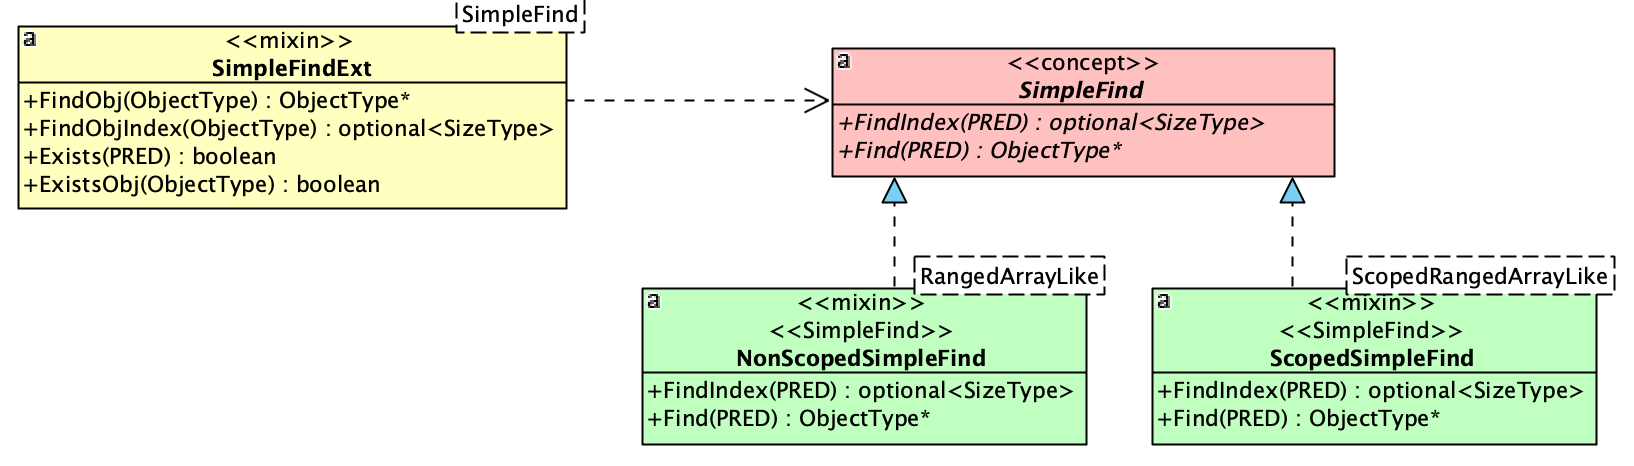 SimpleFind
a
<<mixin>>
SimpleFindExt
+FindObj(ObjectType) : ObjectType*
+FindObjIndex(ObjectType) : optional<SizeType>
+Exists(PRED) : boolean
+ExistsObj(ObjectType) : boolean
a
<<concept>>
SimpleFind
+FindIndex(PRED) : optional<SizeType>
+Find(PRED) : ObjectType*
RangedArrayLike
a
<<mixin>>
<<SimpleFind>>
NonScopedSimpleFind
+FindIndex(PRED) : optional<SizeType>
+Find(PRED) : ObjectType*
ScopedRangedArrayLike
a
<<mixin>>
<<SimpleFind>>
ScopedSimpleFind
+FindIndex(PRED) : optional<SizeType>
+Find(PRED) : ObjectType*